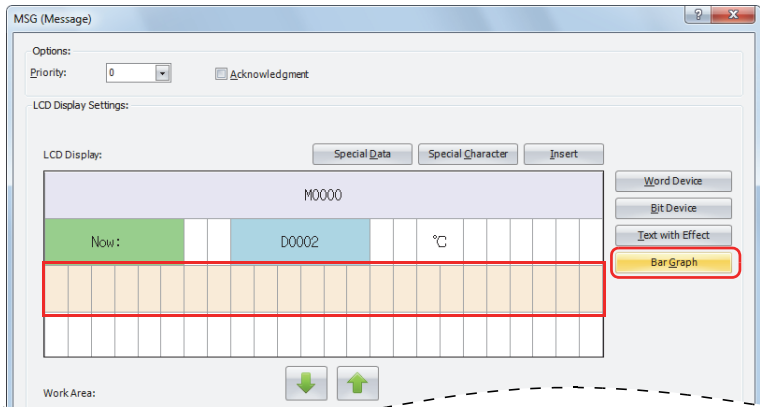 MSG (Message)
Options:
Priority: 0 Acknowledgment
LCD Display Settings:
LCD Display: Special Data Special Character Insert
M0000
Word Device
Bit Device
Now: D0002 ℃
Text with Effect
Bar Graph
Work Area: